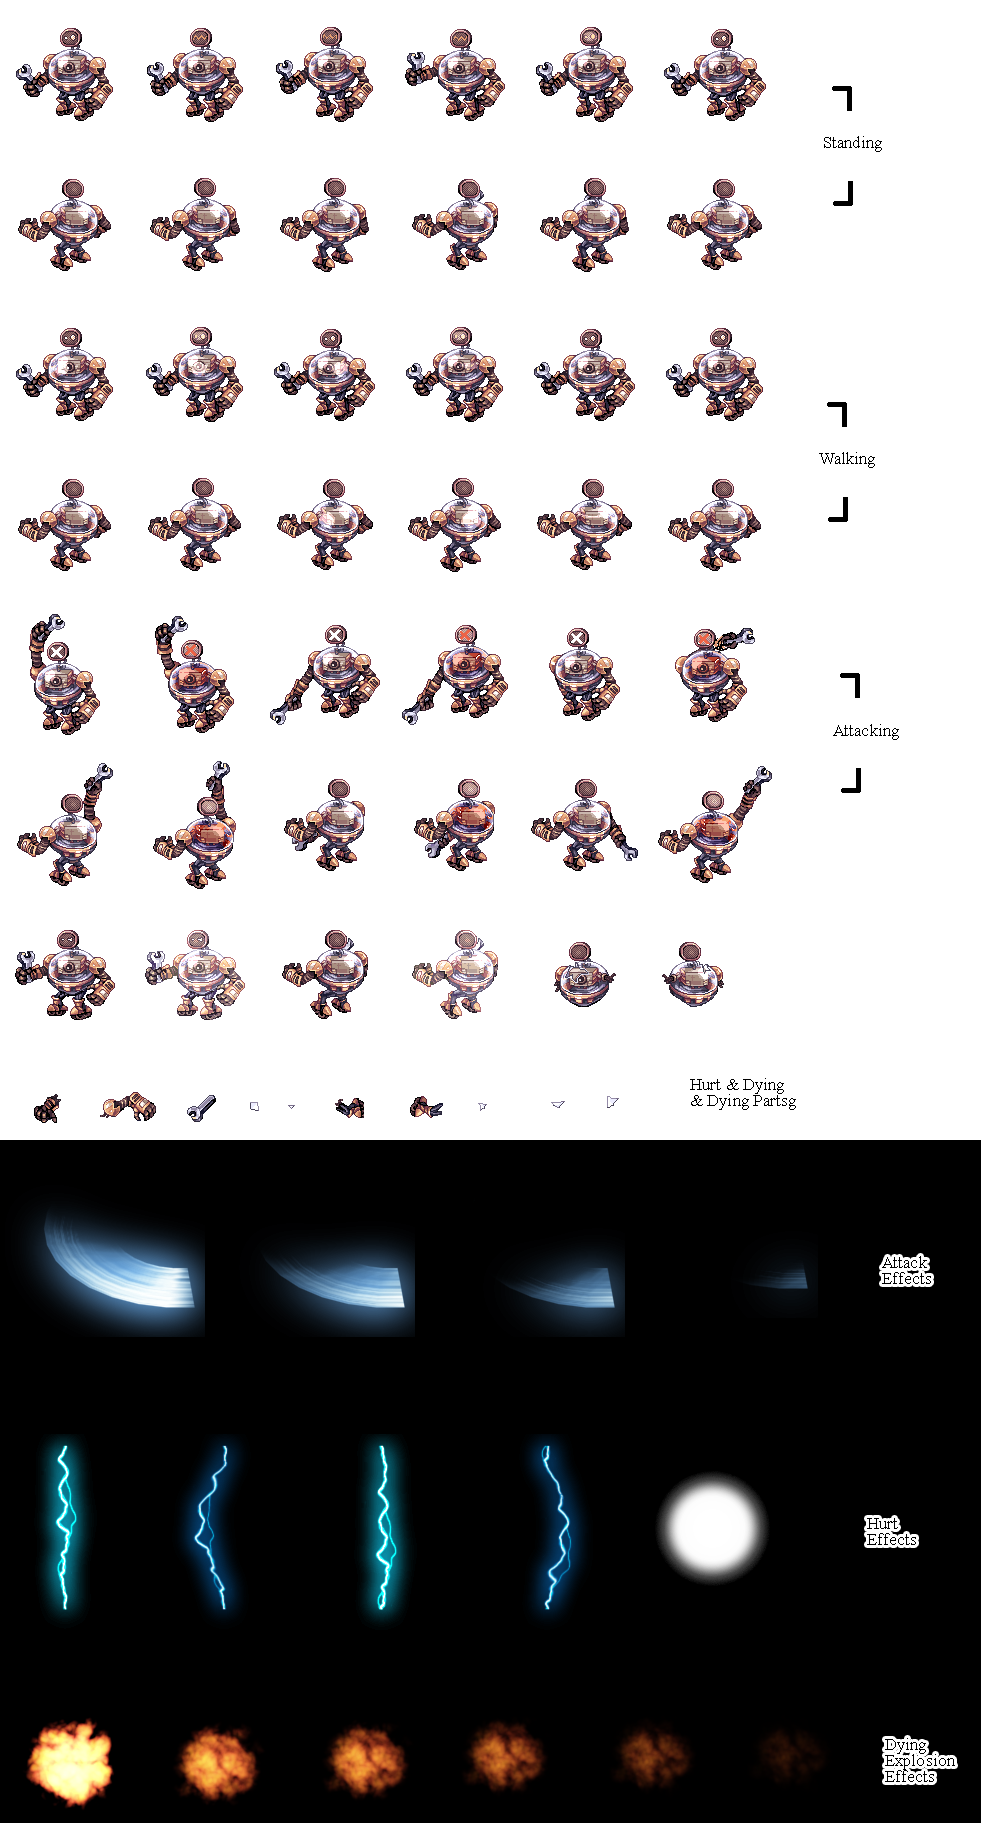 Standing
Walking
Attacking
Hurt & Dying
& Dying Partsg
Attack
Effects
Hurt
Effects
Dying
Explosion
Effects